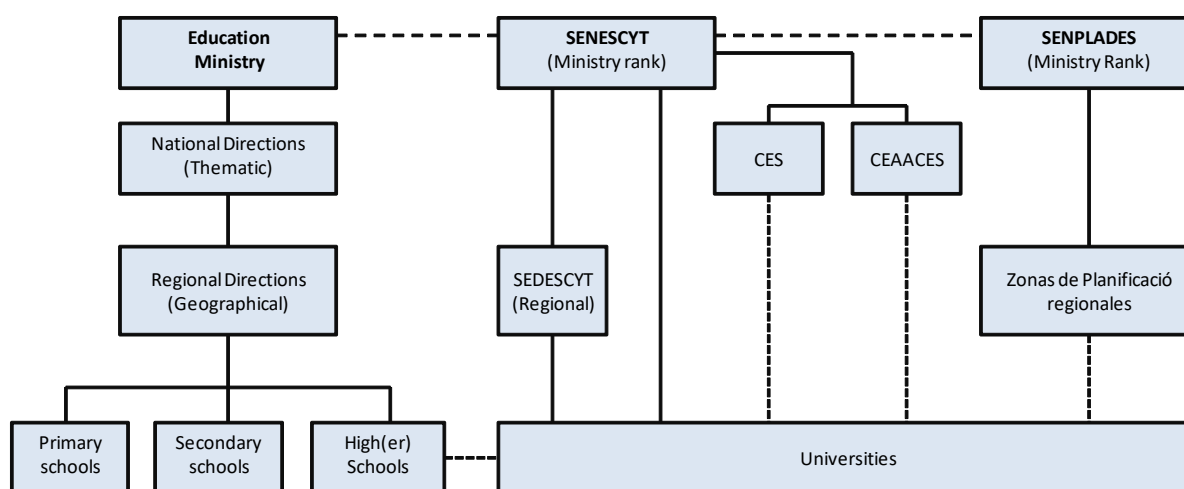 Education
Ministry
SENESCYT
(Ministry rank)
SENPLADES
(Ministry Rank)
National Directions
(Thematic)
CES
CEAACES
Regional Directions
(Geographical)
SEDESCYT
(Regional)
Zonas de Planificació
regionales
Primary
schools
Secondary
schools
High(er)
Schools
Universities